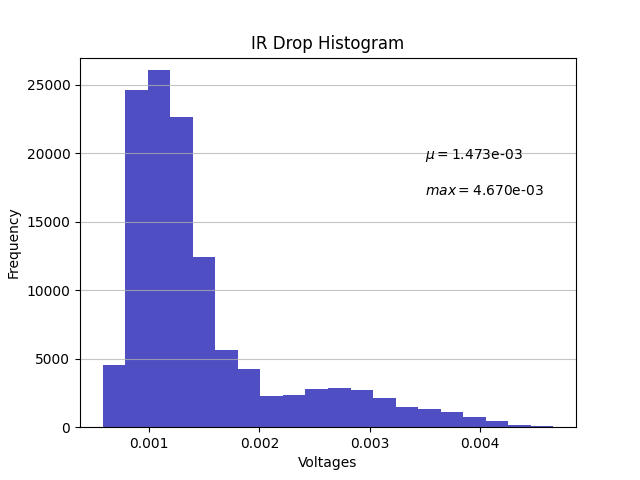 IR Drop Histogram
25000
20000
15000
10000
5000
0
Frequency
μ = 1.473e-03
max = 4.670e-03
0.001 0.002 0.003 0.004
Voltages